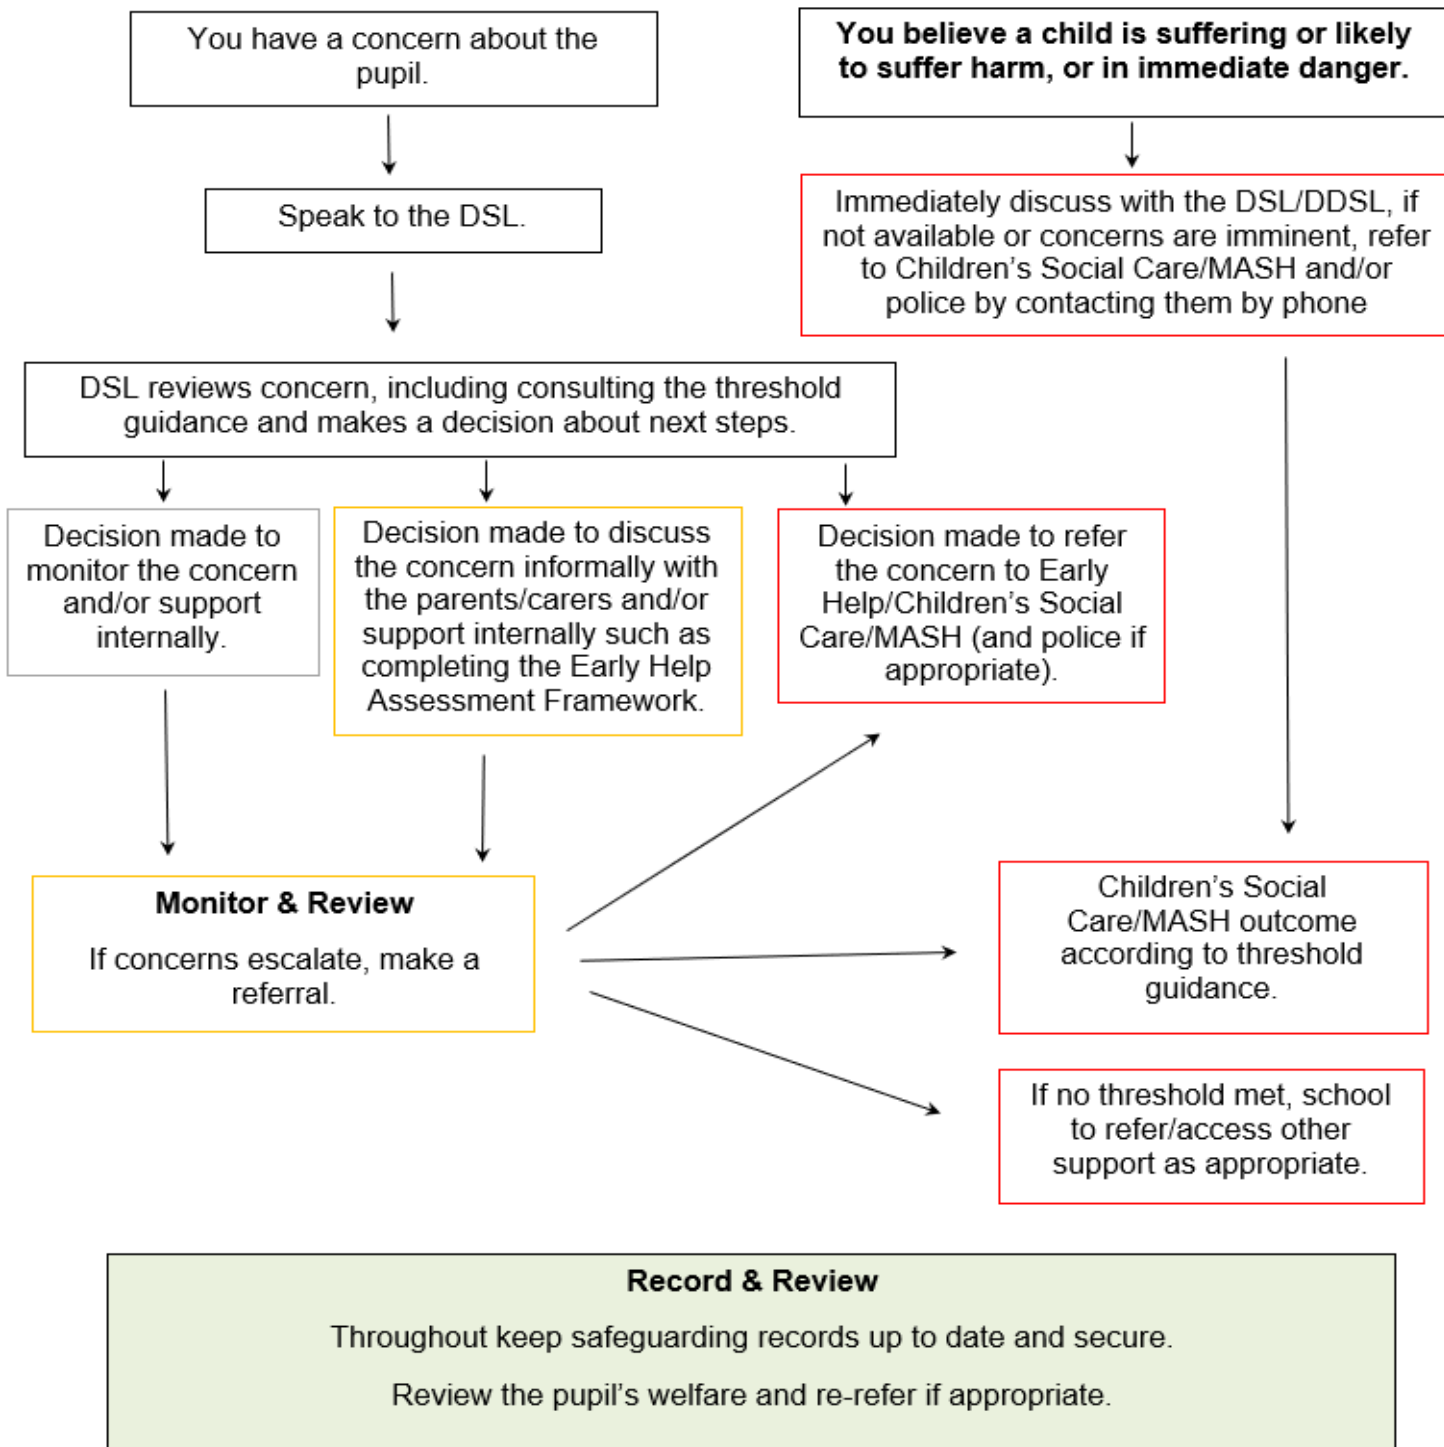 You have a concern about the
pupil.
You believe a child is suffering or likely
to suffer harm, or in immediate danger.
Speak to the DSL.
Immediately discuss with the DSL/DDSL, if
not available or concerns are imminent, refer
to Children’s Social Care/MASH and/or
police by contacting them by phone
DSL reviews concern, including consulting the threshold
guidance and makes a decision about next steps.
Decision made to
monitor the concern
and/or support
internally.
Decision made to discuss
the concern informally with
the parents/carers and/or
support internally such as
completing the Early Help
Assessment Framework.
Decision made to refer
the concern to Early
Help/Children’s Social
Care/MASH (and police if
appropriate).
Monitor & Review
If concerns escalate, make a
referral.
Children’s Social
Care/MASH outcome
according to threshold
guidance.
If no threshold met, school
to refer/access other
support as appropriate.
Record & Review
Throughout keep safeguarding records up to date and secure.
Review the pupil’s welfare and re-refer if appropriate.